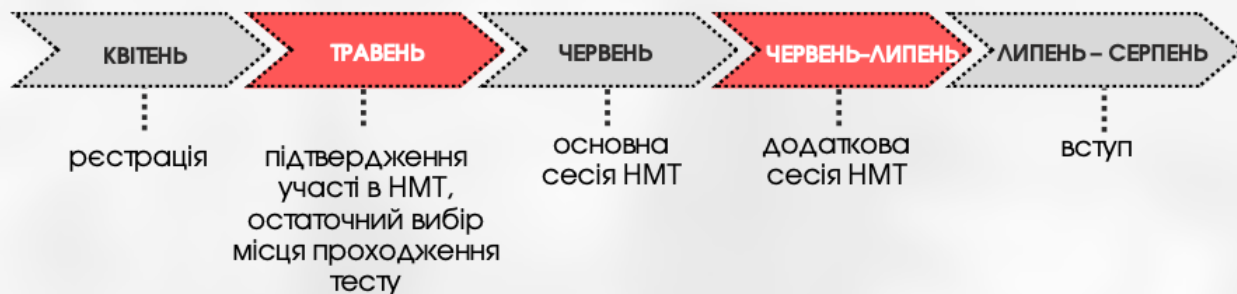 КВІТЕНЬ
ТРАВЕНЬ
ЧЕРВЕНЬ
ЧЕРВЕНЬ–ЛИПЕНЬ
ЛИПЕНЬ – СЕРПЕНЬ
рєстрація
підтвердження
участі в НМТ,
остаточний вибір
місця проходження
тесту
основна
сесія НМТ
додаткова
сесія НМТ
вступ